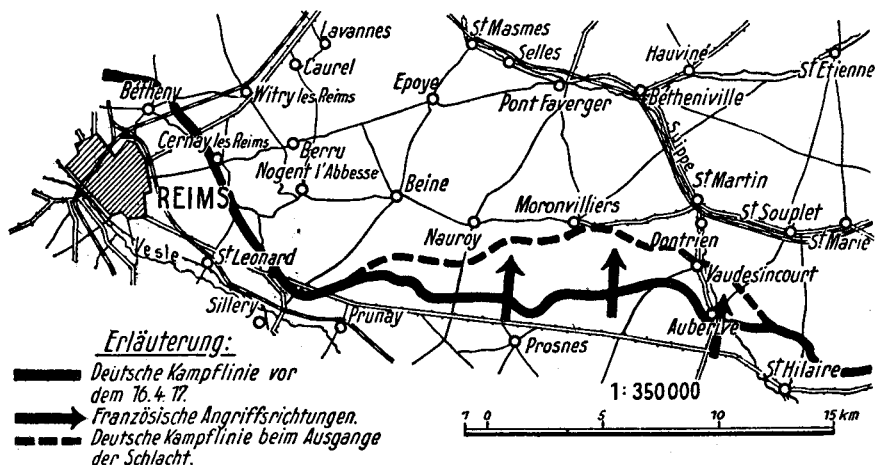 Lavannes
Caurel
Bétheny
Witry les Reims
Cernay les Reims
Berru
Nogent l'Abbesse
REIMS
Vesle
St Leonard
Sillery
Prunay
St Masmes
Selles
Epoye
Pont Faverger
Hauviné
St Etienne
Bétheniville
Suippe
Beine
Nauroy
Moronvilliers
St Martin
St Souplet
St Marie
Dontrien
Vaudesincourt
Auberive
Prosnes
St Hilaire
Erläuterung:
Deutsche Kampflinie vor
dem 16.4.17.
Französische Angriffsrichtungen.
Deutsche Kampflinie beim Ausgange
der Schlacht.
1:350000
1 0 5 10 15 km